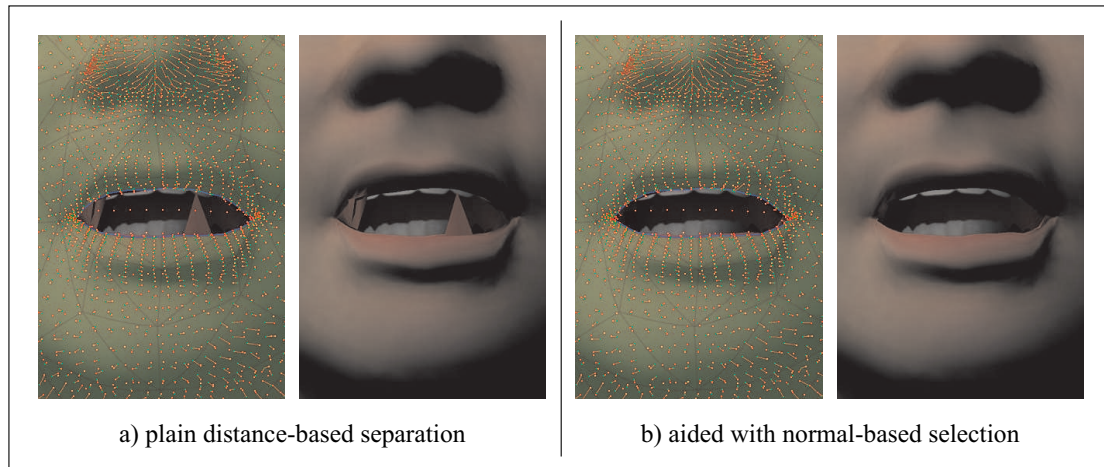 a) plain distance-based separation
b) aided with normal-based selection